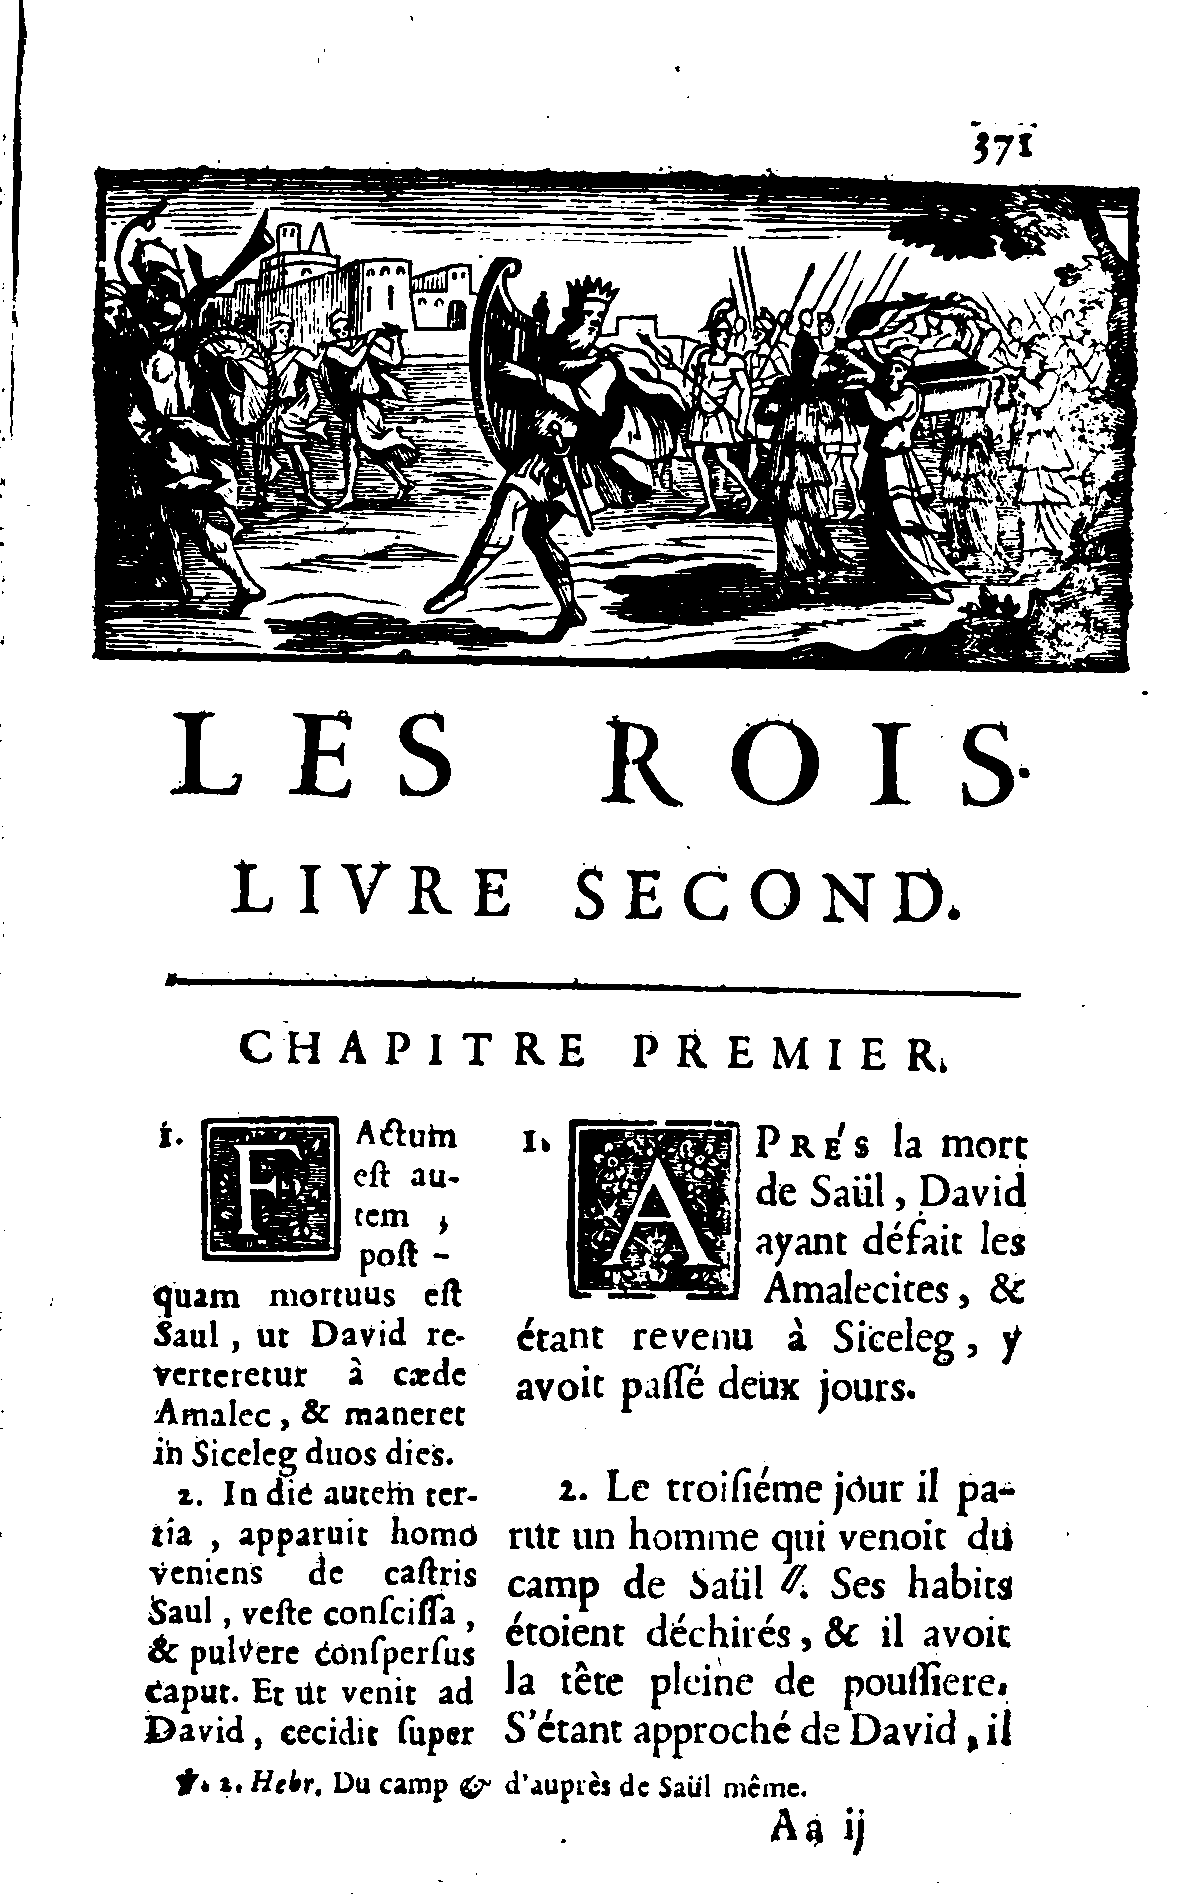 371
LES ROIS.
LIVRE SECOND.
CHAPITRE PREMIER.
1. FActum
est au-
tem ,
poſt -
quam mortuus eſt
Saul , ut David re-
verteretur à cæde
Amalec , & maneret
in Siceleg duos dies.
2. In die autem ter-
tia , apparuit homo
veniens de caſtris
Saul , veſte conſciſſa ,
& pulvere conſperſus
caput. Et ut venit ad
David , cecidit ſuper
1. APRÉS la mort
de Saül , David
ayant défait les
Amalecites , &
étant revenu à Siceleg , y
avoit paſſé deux jours.
2. Le troiſiéme jour il pa-
rut un homme qui venoit du
camp de Saül //. Ses habits
étoient déchirés , & il avoit
la tête pleine de pouſſiere.
S'étant approché de David , il
℣. 2. Hebr. Du camp & d'auprès de Saül même.
Aa ij